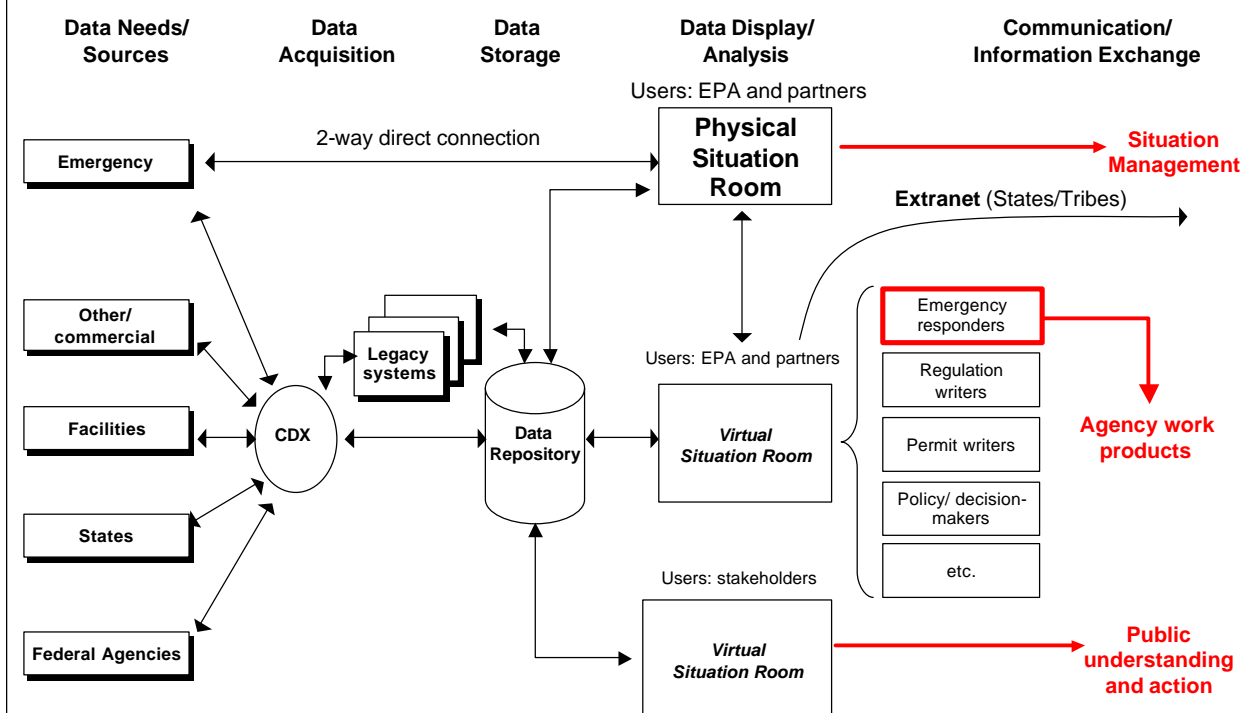 Data Needs/
Sources
Data
Acquisition
Data
Storage
Data Display/
Analysis
Communication/
Information Exchange
Users: EPA and partners
Emergency
2-way direct connection
Physical
Situation
Room
Situation
Management
Extranet (States/Tribes)
Other/
commercial
Legacy
systems
Users: EPA and partners
Emergency
responders
Regulation
writers
Facilities
CDX
Data
Repository
Virtual
Situation Room
Permit writers
Agency work
products
States
Policy/ decision-
makers
etc.
Users: stakeholders
Federal Agencies
Virtual
Situation Room
Public
understanding
and action